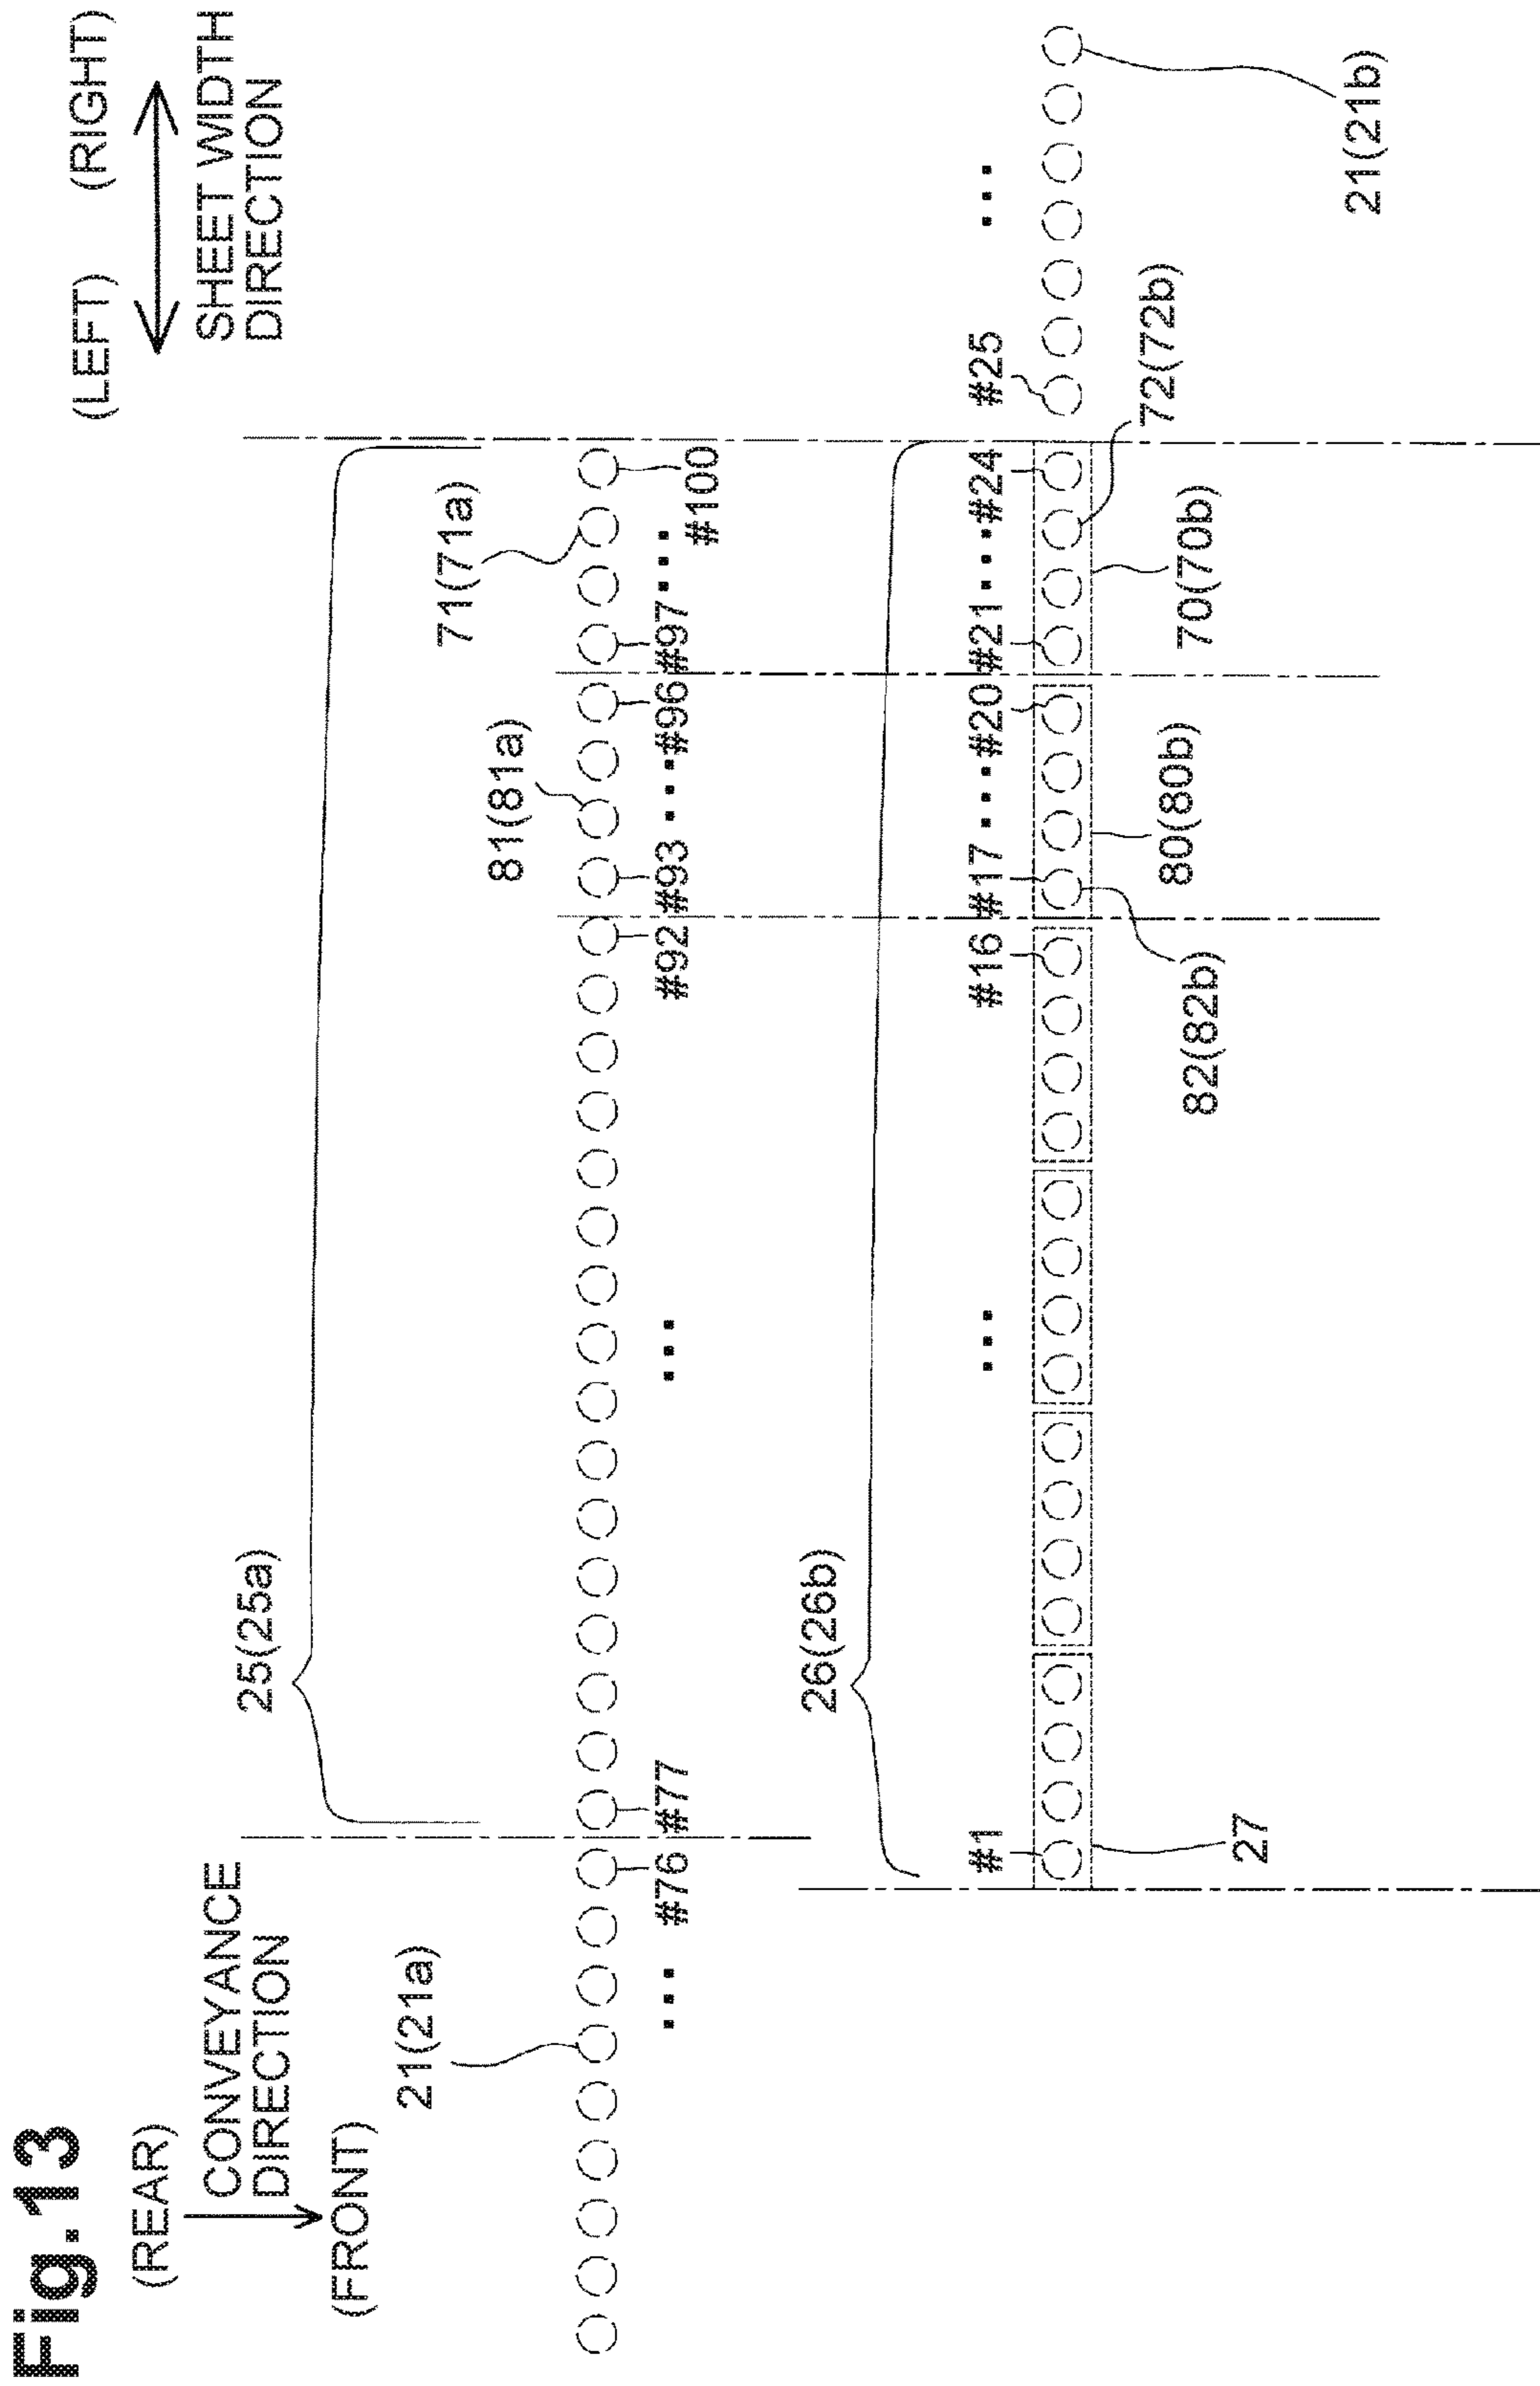 Fig.13
(REAR)
CONVEYANCE
DIRECTION
(FRONT)
(LEFT) (RIGHT)
SHEET WIDTH
DIRECTION
25(25a)
21(21a)
71(71a)
81(81a)
... #76 #77 ... #92 #93 ... #96 #97 ... #100
26(26b)
#1 ... #16 #17 ... #20 #21 ... #24 #25 ...
27
82(82b)
80(80b)
70(70b)
72(72b)
21(21b)